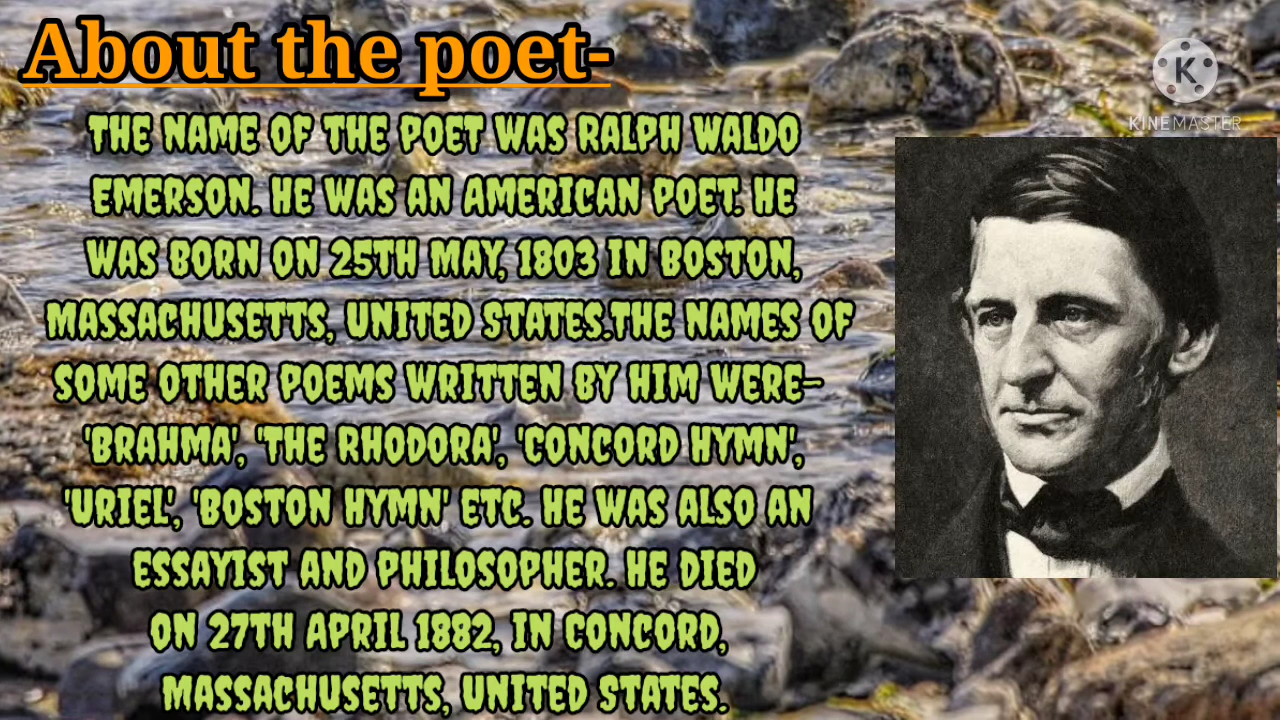 About the poet-
THE NAME OF THE POET WAS RALPH WALDO
EMERSON. HE WAS AN AMERICAN POET. HE
WAS BORN ON 25TH MAY, 1803 IN BOSTON,
MASSACHUSETTS, UNITED STATES.THE NAMES OF
SOME OTHER POEMS WRITTEN BY HIM WERE-
'BRAHMA', 'THE RHODORA', 'CONCORD HYMN',
'URIEL', 'BOSTON HYMN' ETC. HE WAS ALSO AN
ESSAYIST AND PHILOSOPHER. HE DIED
ON 27TH APRIL 1882, IN CONCORD,
MASSACHUSETTS, UNITED STATES.
K
KINEMASTER